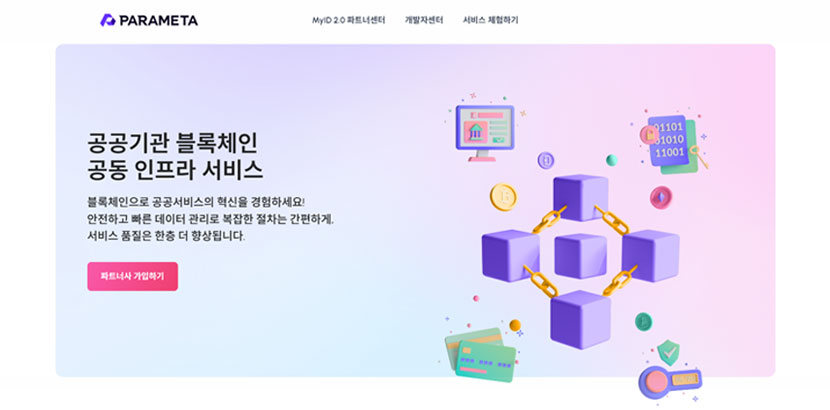 PARAMETA
MyID 2.0 파트너센터
개발자센터
서비스 체험하기
공공기관 블록체인
공동 인프라 서비스
블록체인으로 공공서비스의 혁신을 경험하세요!
안전하고 빠른 데이터 관리로 복잡한 절차는 간편하게,
서비스 품질은 한층 더 향상됩니다.
파트너사 가입하기
01101
01010
11001